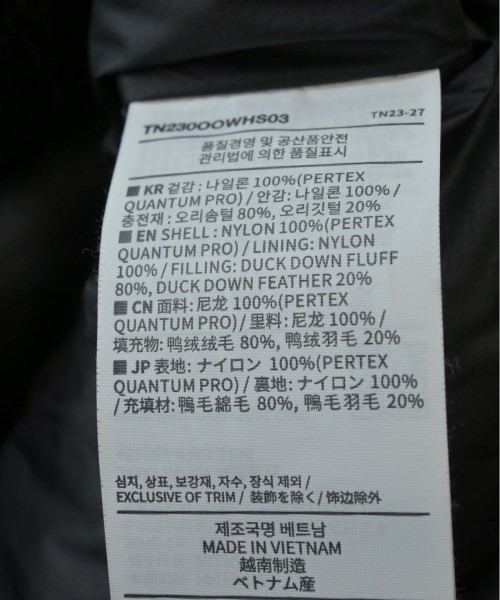 TN230OOWHS03
TN23-27
품질경영 및 공산품안전
관리법에 의한 품질표시
■ KR 겉감 : 나일론 100%(PERTEX
QUANTUM PRO) / 안감: 나일론 100% /
충전재 : 오리솜털 80%, 오리깃털 20%
■ EN SHELL : NYLON 100%(PERTEX
QUANTUM PRO) / LINING: NYLON
100% / FILLING: DUCK DOWN FLUFF
80%, DUCK DOWN FEATHER 20%
■ CN 面料: 尼龙 100%(PERTEX
QUANTUM PRO) / 里料: 尼龙 100% /
填充物: 鸭绒绒毛 80%, 鸭绒羽毛 20%
■ JP 表地: ナイロン 100%(PERTEX
QUANTUM PRO) / 裏地: ナイロン 100%
/ 充填材: 鴨毛綿毛 80%, 鴨毛羽毛 20%
심지, 상표, 보강재, 자수, 장식 제외 /
EXCLUSIVE OF TRIM / 装飾を除く / 饰边除外
제조국명 베트남
MADE IN VIETNAM
越南制造
ベトナム産